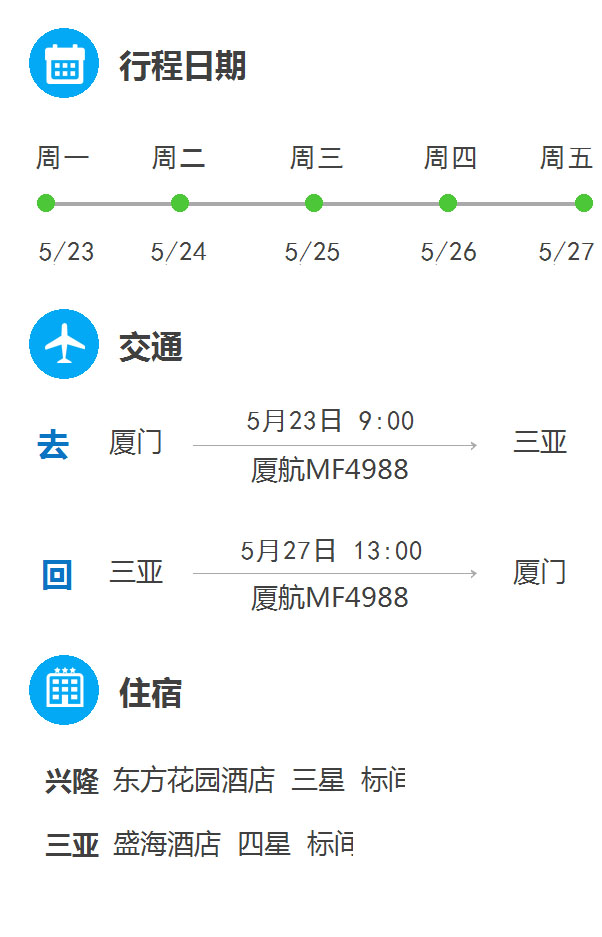 行程日期
周一 周二 周三 周四 周五
5/23 5/24 5/25 5/26 5/27
交通
5月23日 9:00
去 厦门 三亚
厦航MF4988
5月27日 13:00
回 三亚 厦门
厦航MF4988
住宿
兴隆 东方花园酒店 三星 标间
三亚 盛海酒店 四星 标间